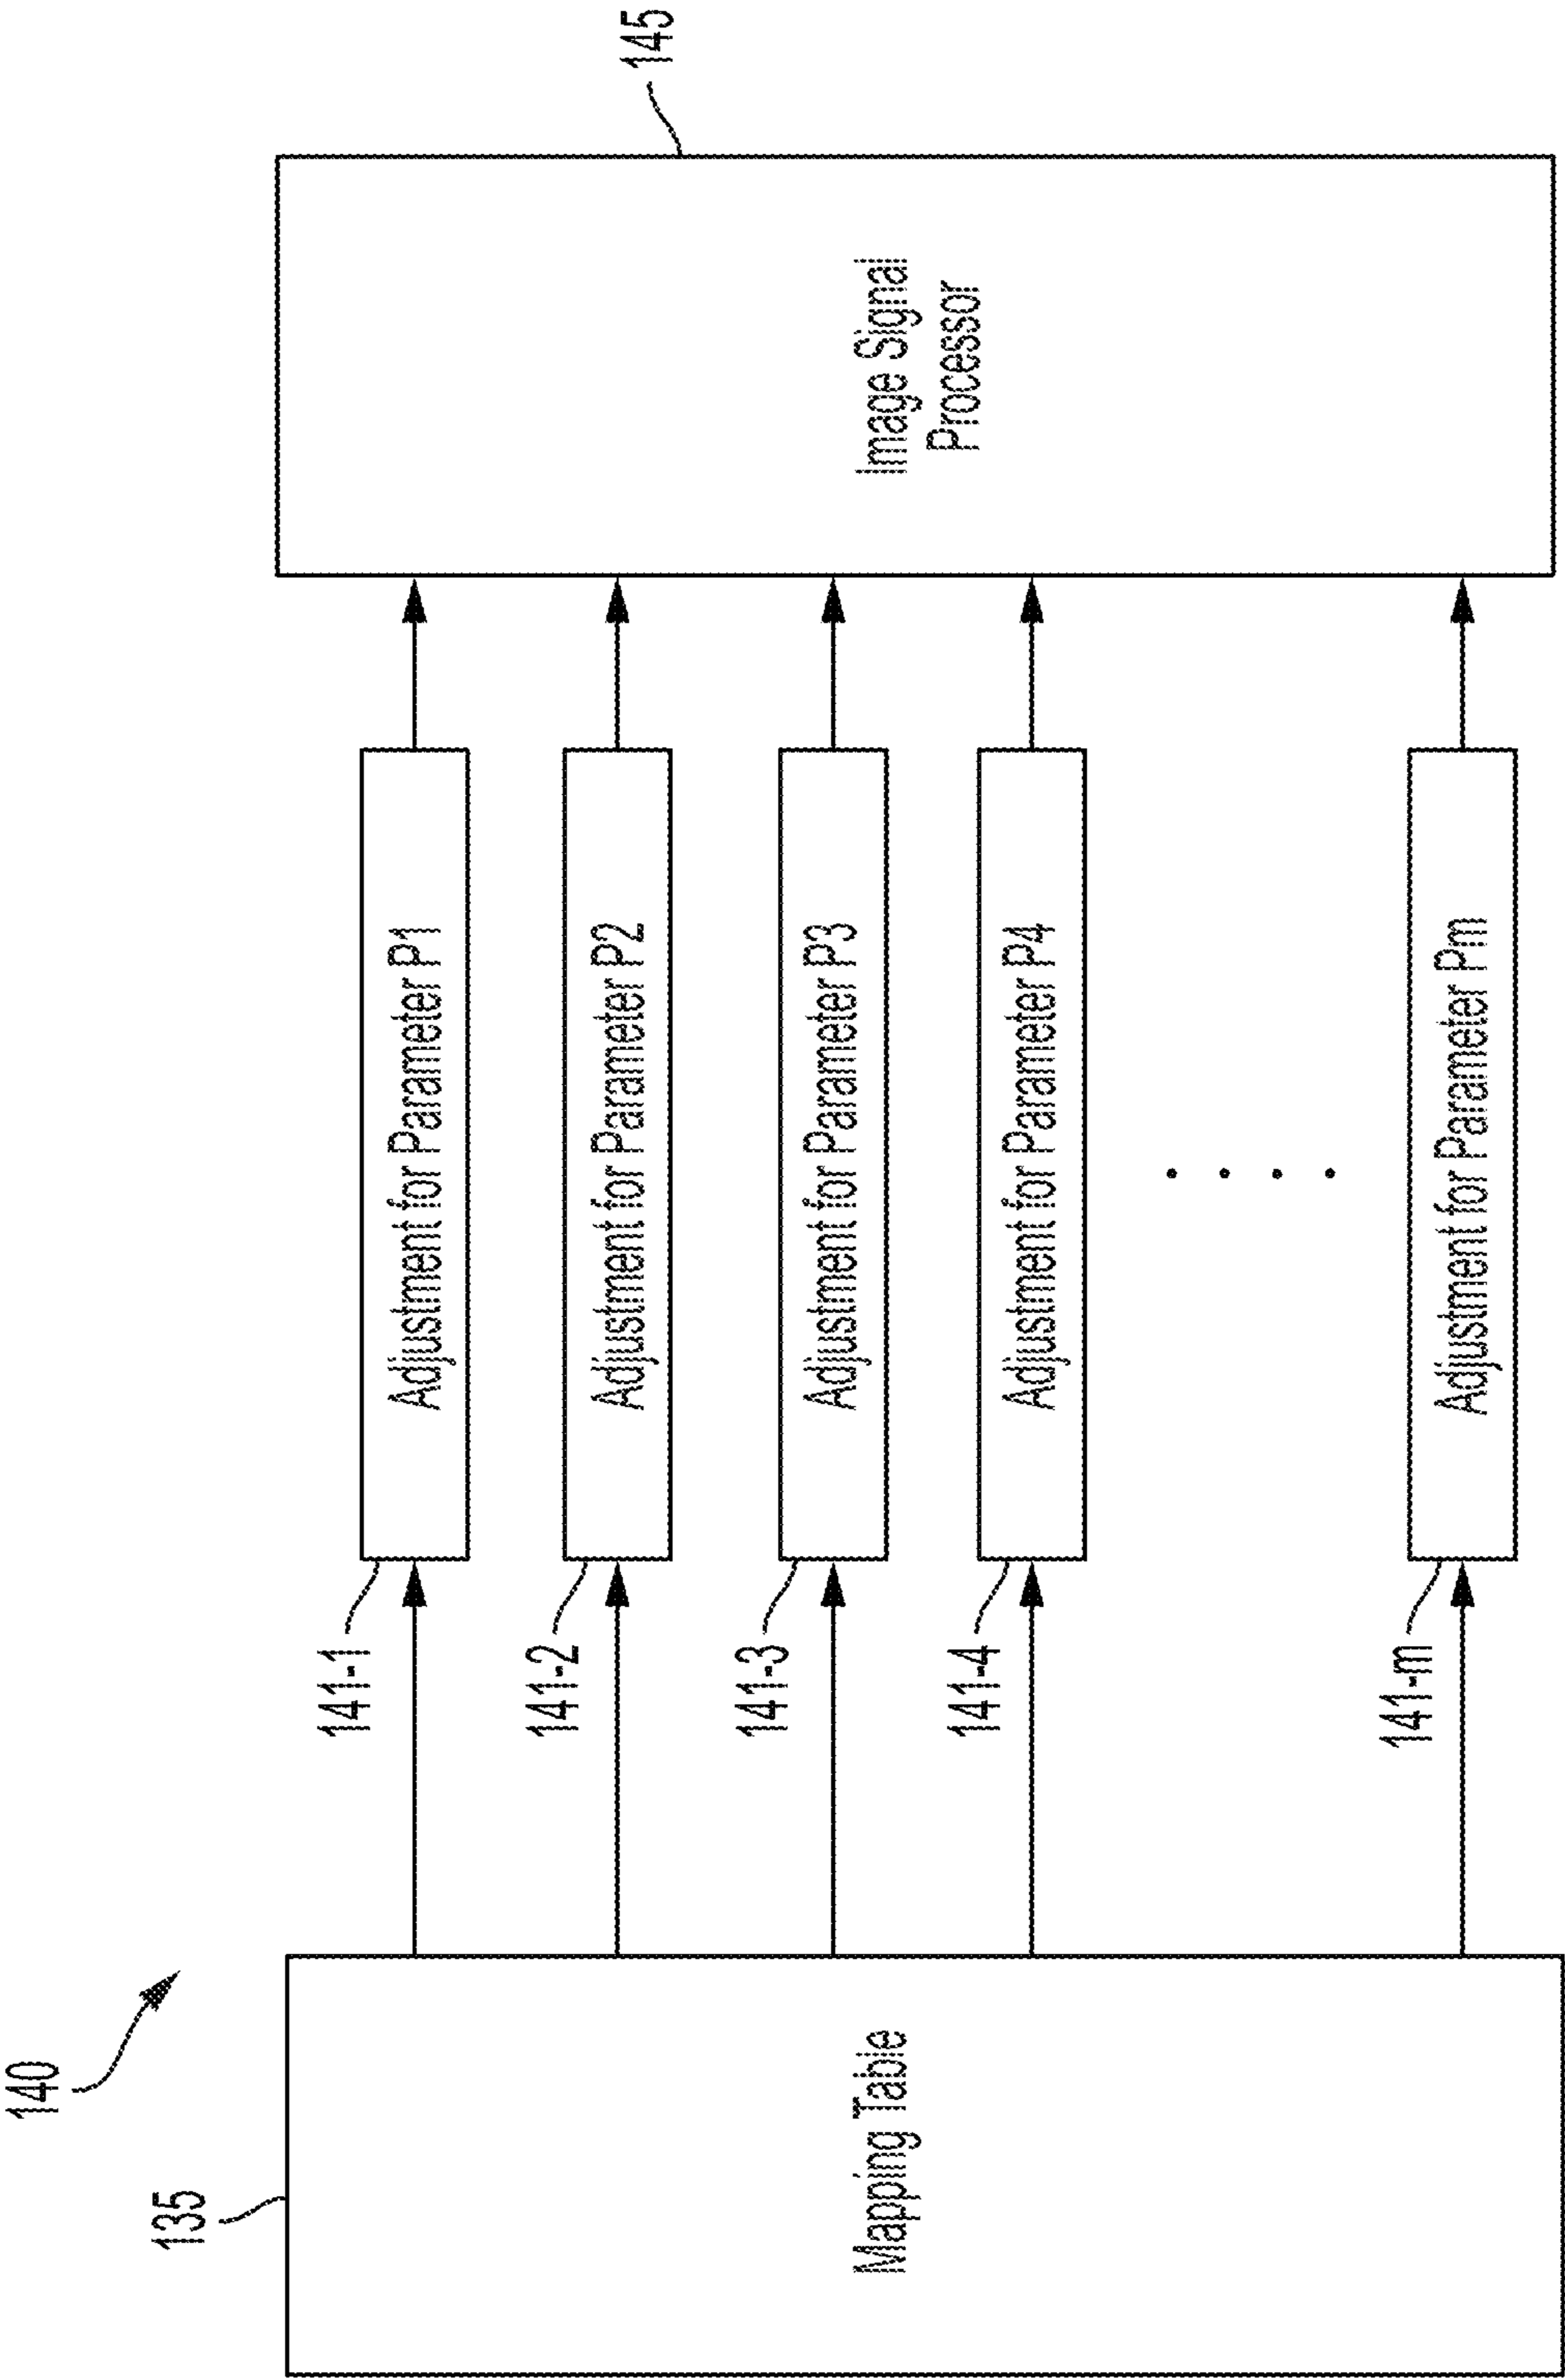 140
135
Mapping Table
141-1
Adjustment for Parameter P1
141-2
Adjustment for Parameter P2
141-3
Adjustment for Parameter P3
141-4
Adjustment for Parameter P4
141-m
Adjustment for Parameter Pm
145
Image Signal
Processor